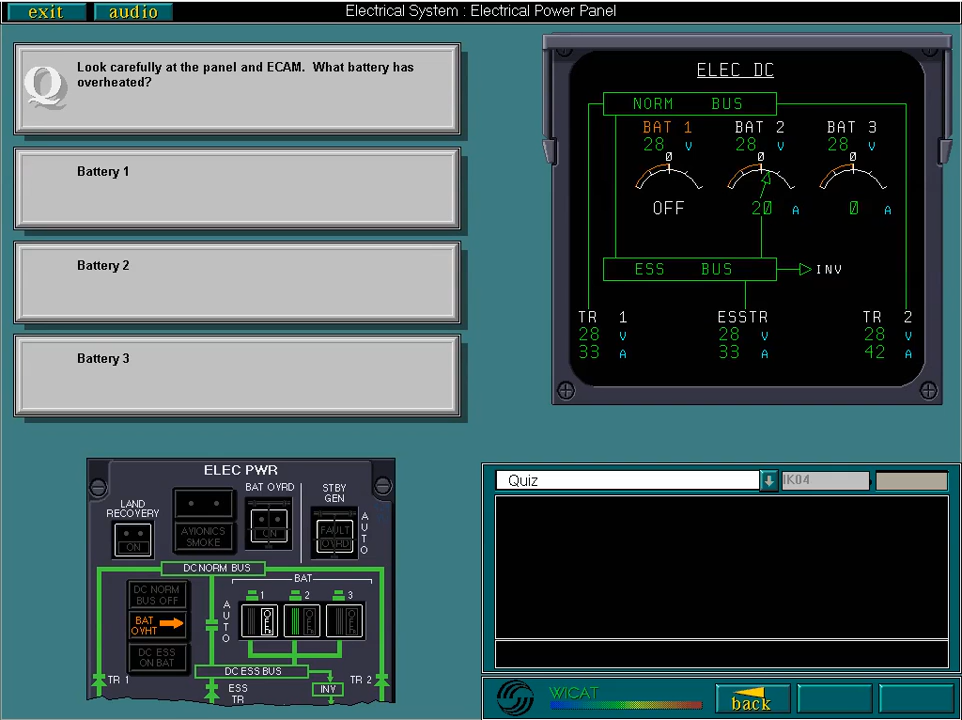 exit
audio
Electrical System : Electrical Power Panel
Q
Look carefully at the panel and ECAM. What battery has
overheated?
Battery 1
Battery 2
Battery 3
ELEC DC
NORM BUS
BAT 1 BAT 2 BAT 3
28 V 28 V 28 V
0 0 0
OFF 20 A 0 A
ESS BUS INV
TR 1 ESSTR TR 2
28 V 28 V 28 V
33 A 33 A 42 A
ELEC PWR
LAND
RECOVERY
ON
AVIONICS
SMOKE
BAT OVRD
ON
STBY
GEN
FAULT
OVRD
AUTO
DC NORM BUS
BAT
DC NORM
BUS OFF
BAT
OVHT
DC ESS
ON BAT
AUTO
1 2 3
OFF OFF OFF
DC ESS BUS
TR 1
ESS
TR
INV
TR 2
Quiz
IK04
WICAT
back